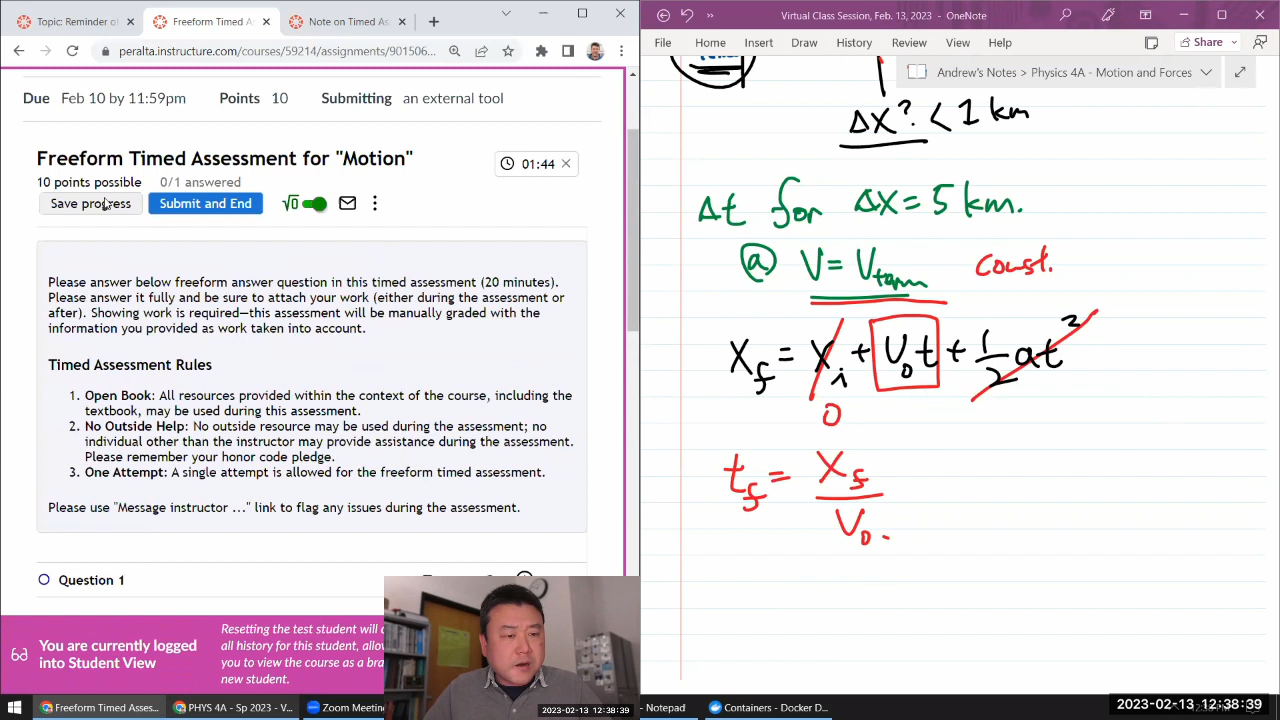 Topic: Reminder of
Freeform Timed Ass
Note on Timed Ass
Virtual Class Session, Feb. 13, 2023 - OneNote
peralta.instructure.com/courses/59214/assignments/901506...
File Home Insert Draw History Review View Help Share
Andrew's Notes > Physics 4A - Motion and Forces
Due Feb 10 by 11:59pm Points 10 Submitting an external tool
Freeform Timed Assessment for "Motion"
01:44
10 points possible 0/1 answered
Save progress Submit and End √0
Please answer below freeform answer question in this timed assessment (20 minutes).
Please answer it fully and be sure to attach your work (either during the assessment or
after). Showing work is required—this assessment will be manually graded with the
information you provided as work taken into account.
Timed Assessment Rules
1. Open Book: All resources provided within the context of the course, including the
textbook, may be used during this assessment.
2. No Outside Help: No outside resource may be used during the assessment; no
individual other than the instructor may provide assistance during the assessment.
Please remember your honor code pledge.
3. One Attempt: A single attempt is allowed for the freeform timed assessment.
Please use "Message instructor ..." link to flag any issues during the assessment.
Question 1
You are currently logged
into Student View
Resetting the test student will
all history for this student, allo
you to view the course as a bra
new student.
Δx? < 1 km
Δt for Δx = 5 km.
@ V = Vterm const.
Xf = Xi + V0t + 1/2 at²
0
tf = Xf / V0.
Freeform Timed Asses...
PHYS 4A - Sp 2023 - V...
Zoom Meeting
2023-02-13 12:38:39
- Notepad
Containers - Docker D...
2023-02-13 12:38:39